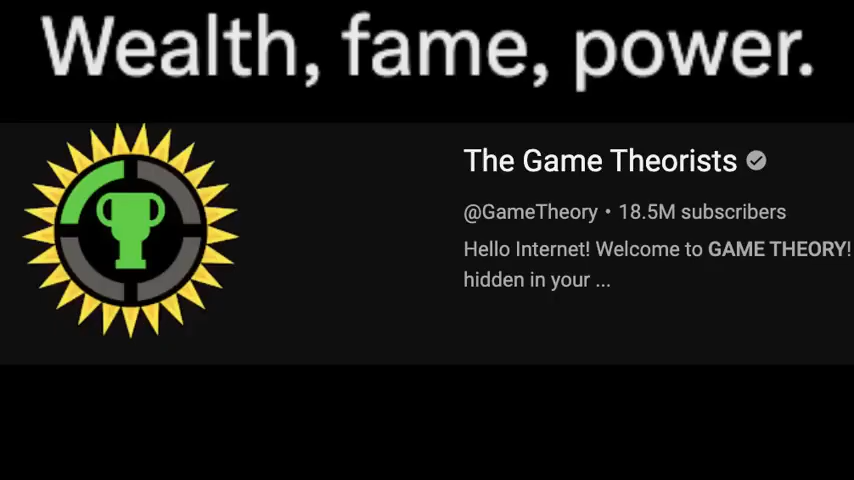 Wealth, fame, power.
The Game Theorists
@GameTheory • 18.5M subscribers
Hello Internet! Welcome to GAME THEORY!
hidden in your ...